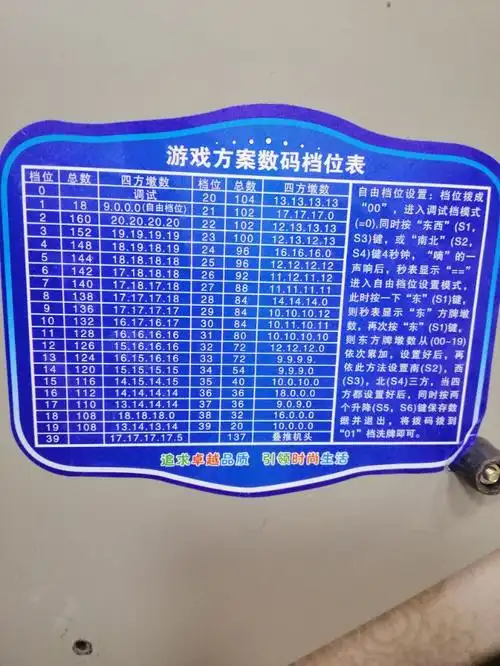 游戏方案数码档位表
档位 总数 四方墩数 档位 总数 四方墩数
0 调试 20 104 13.13.13.13
1 18 9.0.0.0(自由档位) 21 102 17.17.17.0
2 160 20.20.20.20 22 102 12.13.13.13
3 152 19.19.19.19 23 100 12.13.12.13
4 148 18.19.18.19 24 96 16.16.16.0
5 144 18.18.18.18 25 96 12.12.12.12
6 142 17.18.18.18 26 92 11.12.11.12
7 140 17.18.17.18 27 88 11.11.11.11
8 138 17.17.17.18 28 84 14.14.14.0
9 136 17.17.17.17 29 84 10.10.10.12
10 132 16.17.16.17 30 84 10.11.10.11
11 128 16.16.16.16 31 80 10.10.10.10
12 15.16.16.16 32 72 12.12.12.0
13 124 15.16.15.16 33 72 9.9.9.9
14 120 15.15.15.15 34 54 9.9.9.0
15 116 14.15.14.15 35 40 10.0.10.0
16 112 14.14.14.14 36 36 18.0.0.0
17 110 13.14.14.14 37 36 9.0.9.0
18 108 18.18.18.0 38 32 16.0.0.0
19 108 13.14.13.14 39 20 10.0.0.0
39 17.17.17.17.5 137 叠推机头
自由档位设置：档位拨成
“00”，进入调试档模式
(=0),同时按“东西”(S1,
S3)键，或“南北”(S2,
S4)键4秒钟，“嘀”的一
声响后，秒表显示“==”
进入自由档位设置模式，
此时按一下“东”(S1)键，
则秒表显示“东”方牌墩
数，再次按“东”(S1)键，
则东方牌墩数从(00-19)
依次累加，设置好后，再
依此方法设置南(S2)，西
(S3)，北(S4)三方，当四
方都设置好后，同时按两
个升降(S5，S6)键保存数
据并退出，将拨码拨到
“01”档洗牌即可。
追求卓越品质 引领时尚生活